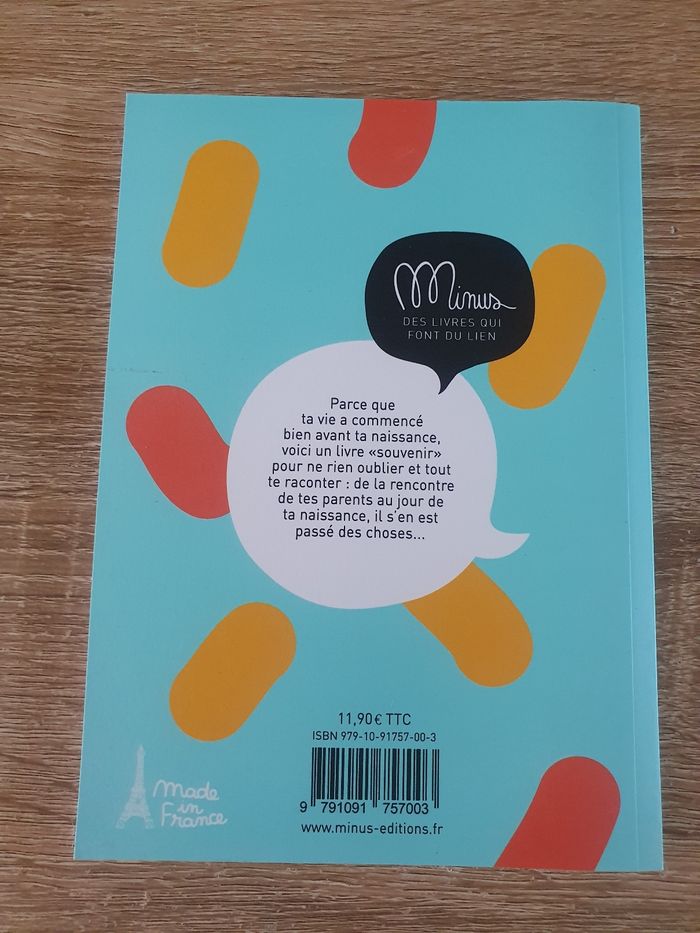 Minus
DES LIVRES QUI
FONT DU LIEN
Parce que
ta vie a commencé
bien avant ta naissance,
voici un livre «souvenir»
pour ne rien oublier et tout
te raconter : de la rencontre
de tes parents au jour de
ta naissance, il s'en est
passé des choses...
11,90€ TTC
ISBN 979-10-91757-00-3
9 791091 757003
www.minus-editions.fr
made
in
France